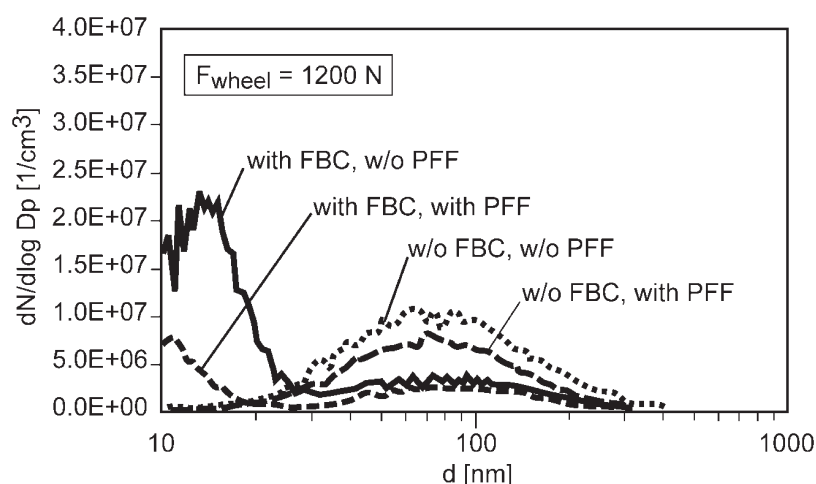 4.0E+07
3.5E+07
3.0E+07
2.5E+07
2.0E+07
1.5E+07
1.0E+07
5.0E+06
0.0E+00
dN/dlog Dp [1/cm³]
Fwheel = 1200 N
with FBC, w/o PFF
with FBC, with PFF
w/o FBC, w/o PFF
w/o FBC, with PFF
10 100 1000
d [nm]